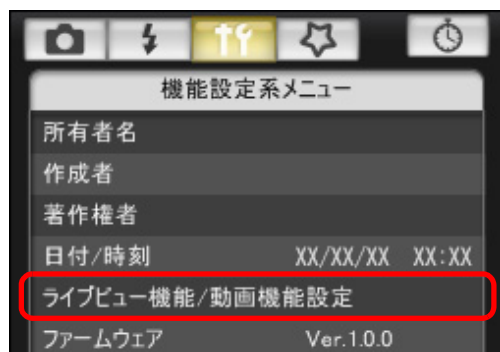 機能設定系メニュー
所有者名
作成者
著作権者
日付/時刻 XX/XX/XX XX:XX
ライブビュー機能/動画機能設定
ファームウェア Ver.1.0.0